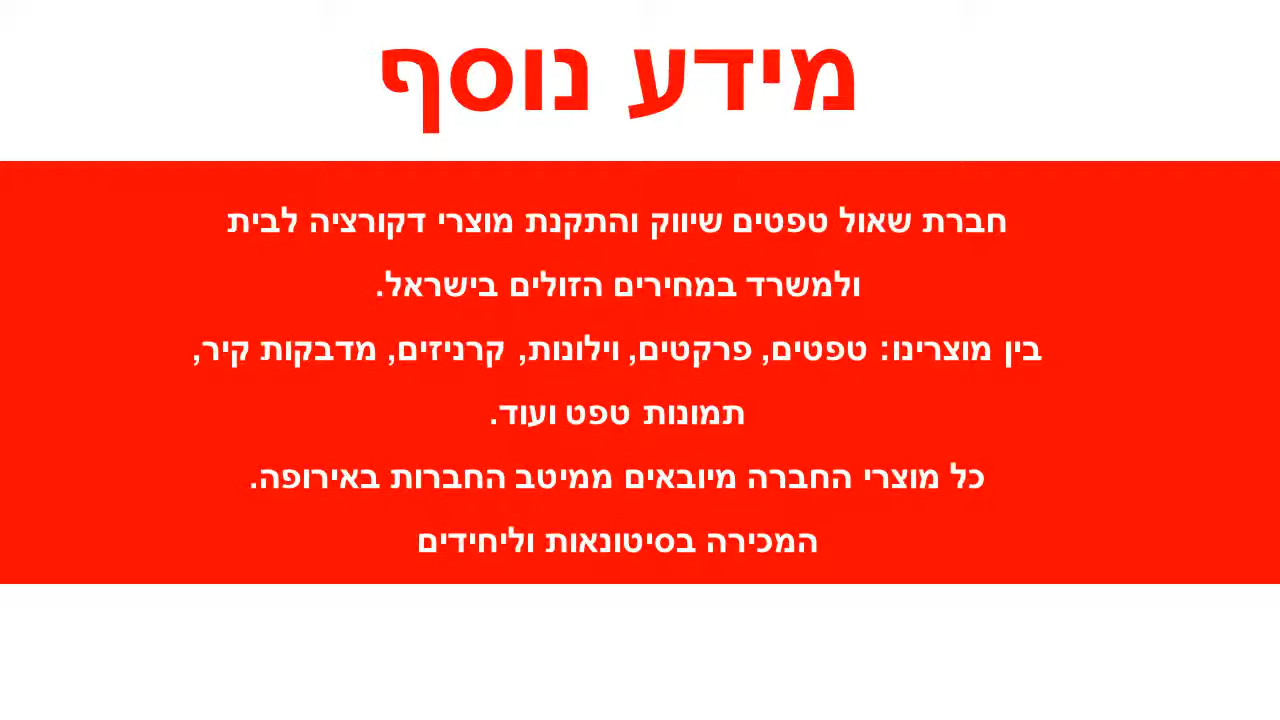 מידע נוסף
חברת שאול טפטים שיווק והתקנת מוצרי דקורציה לבית
ולמשרד במחירים הזולים בישראל.
בין מוצרינו: טפטים, פרקטים, וילונות, קרניזים, מדבקות קיר,
תמונות טפט ועוד.
כל מוצרי החברה מיובאים ממיטב החברות באירופה.
המכירה בסיטונאות וליחידים